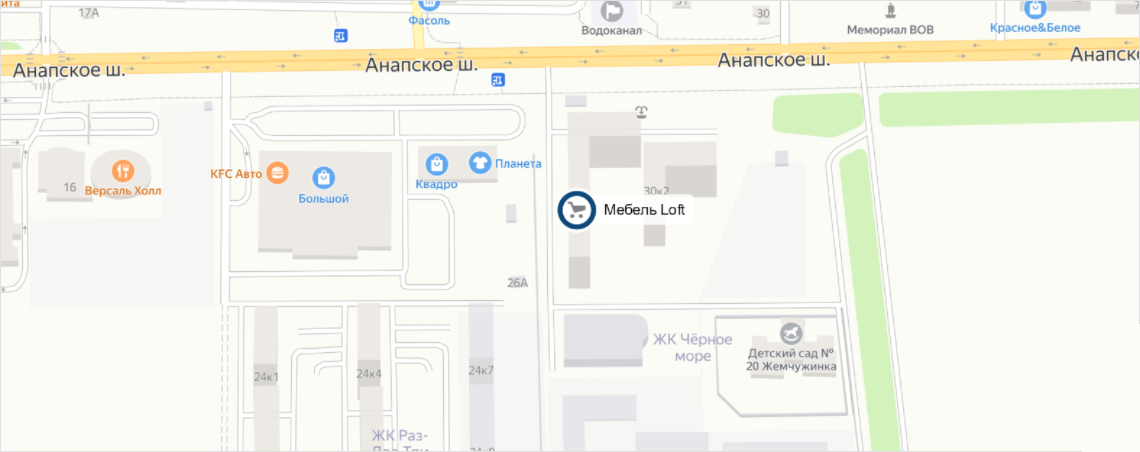 17А
Фасоль
Водоканал
30
Мемориал ВОВ
Красное&Белое
Анапское ш.
Анапское ш.
Анапское ш.
Анапско
KFC Авто
Квадро
Планета
16
Версаль Холл
Большой
30к2
Мебель Loft
26А
ЖК Чёрное
море
Детский сад №
20 Жемчужинка
24к1
24к4
24к7
ЖК Раз-